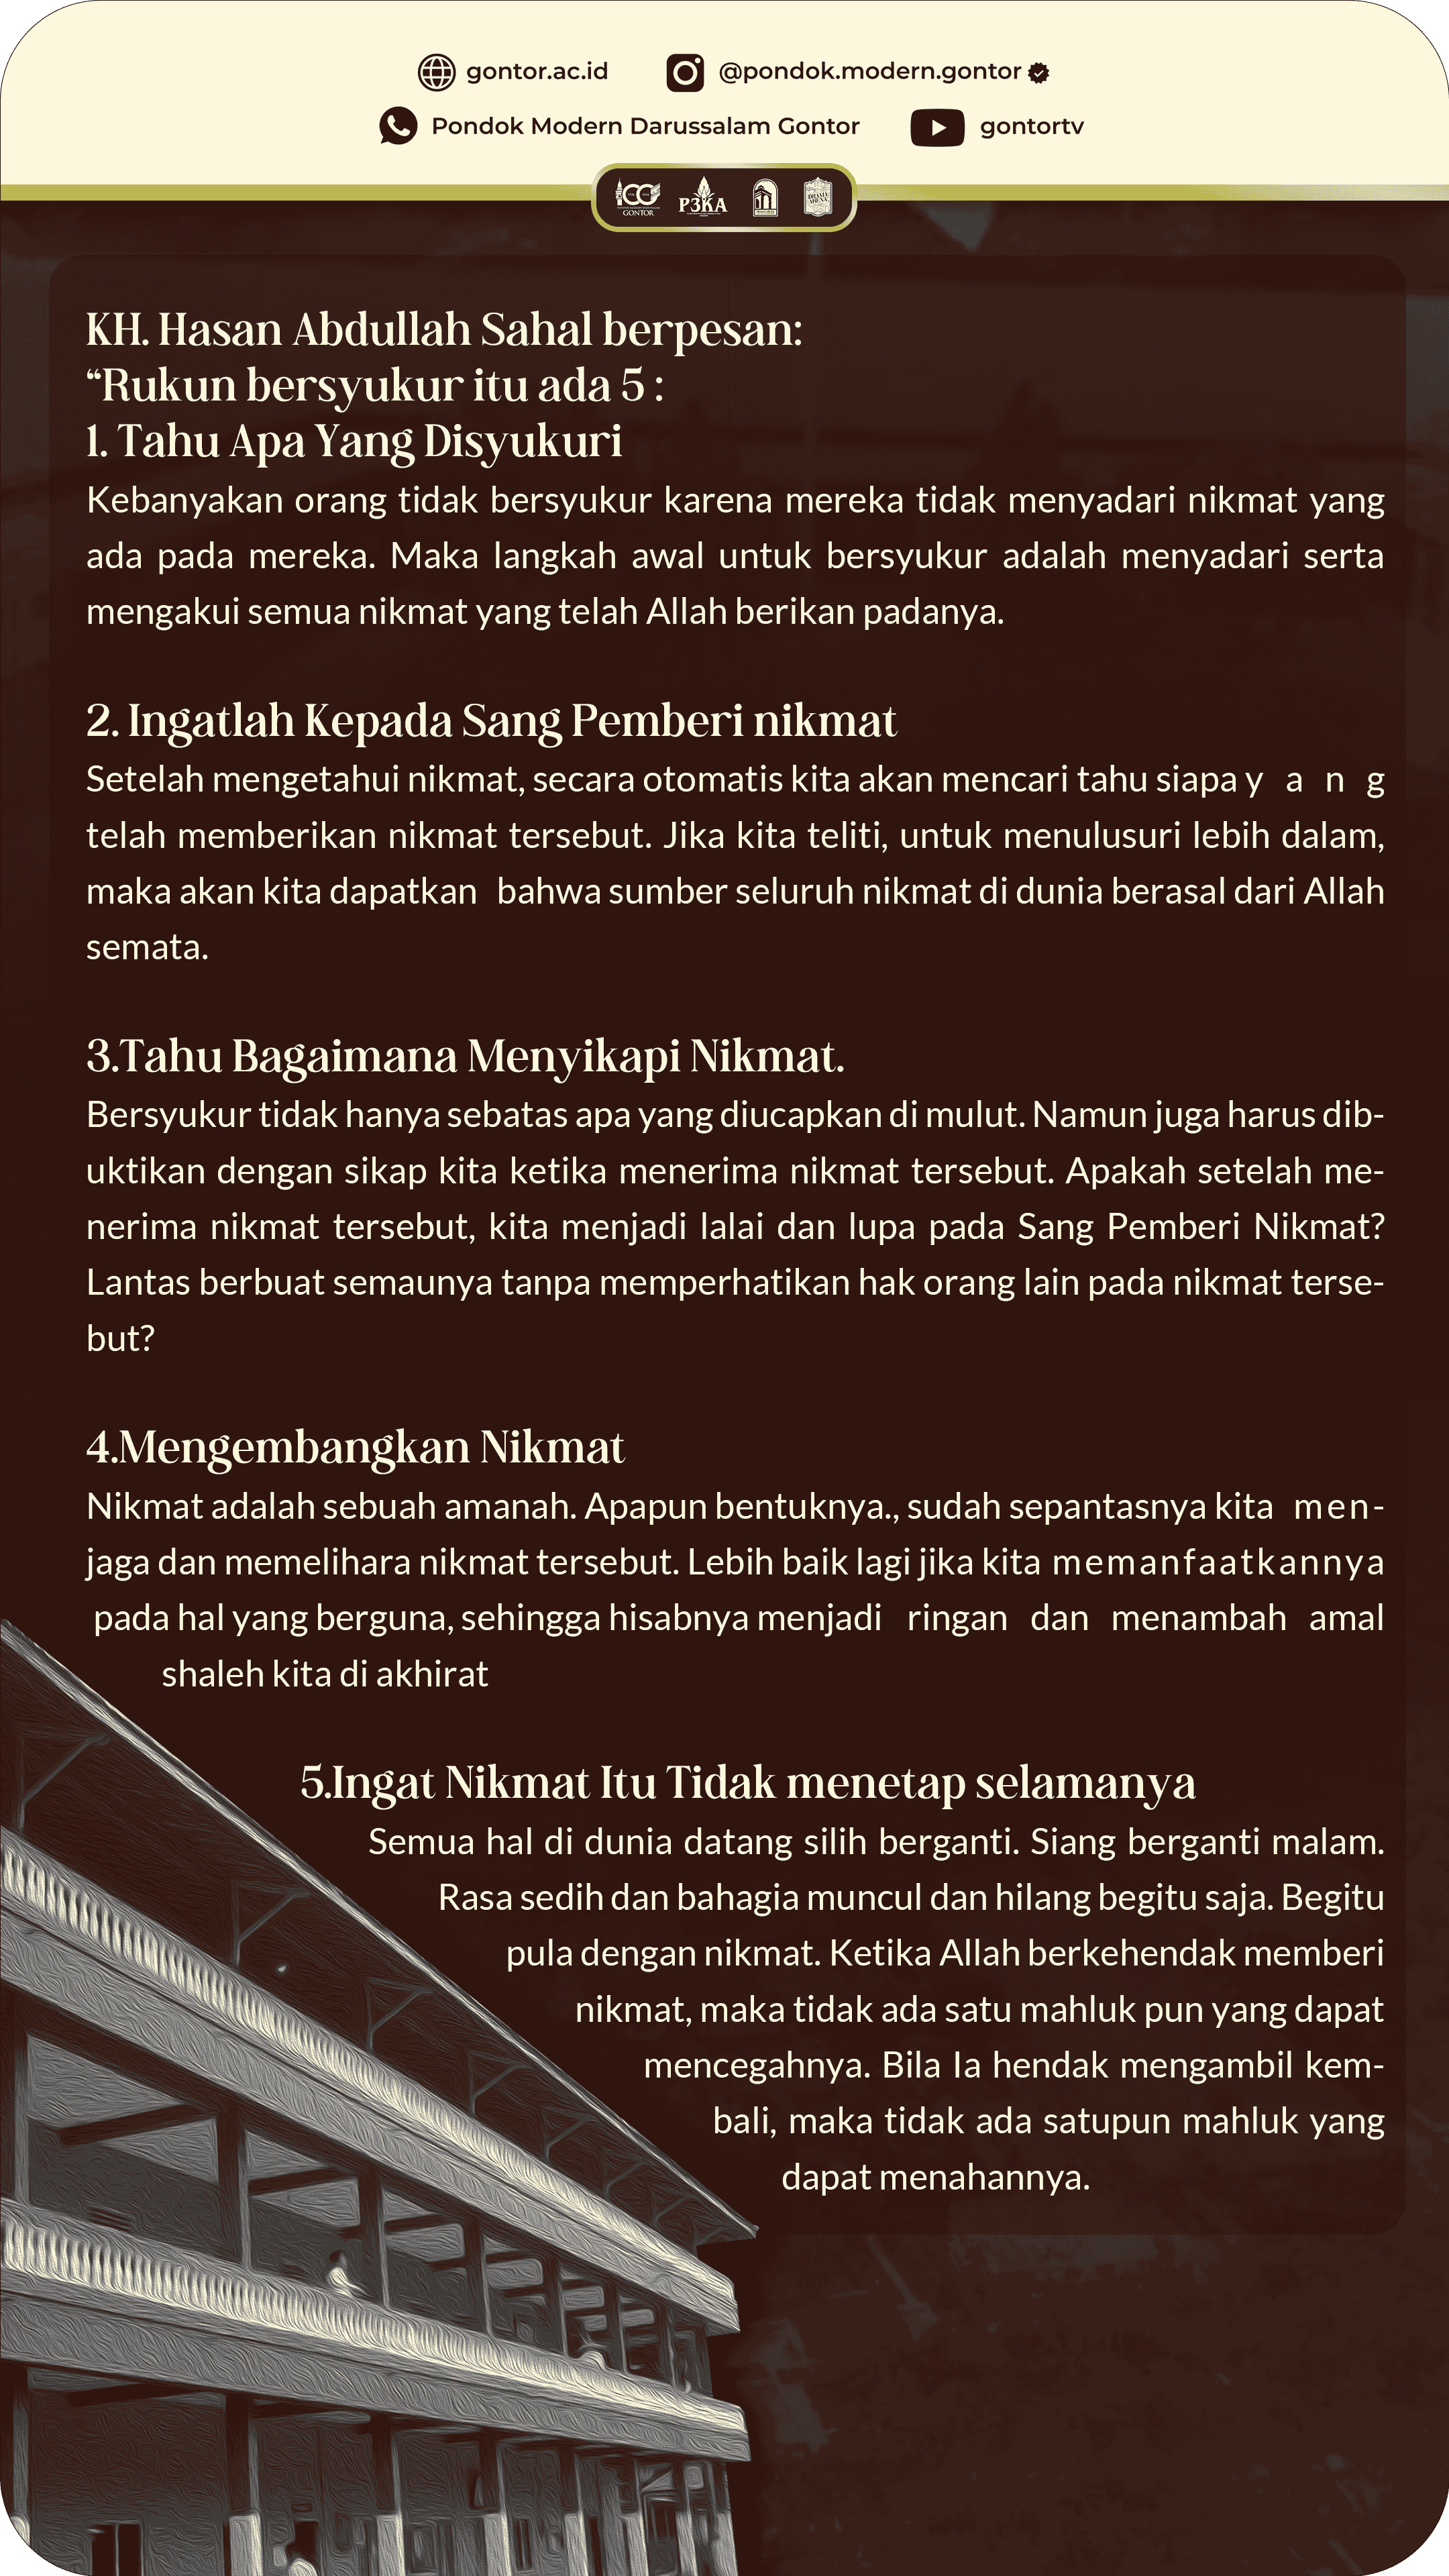 gontor.ac.id @pondok.modern.gontor
Pondok Modern Darussalam Gontor gontortv
100 P3KA
GONTOR
KH. Hasan Abdullah Sahal berpesan:
“Rukun bersyukur itu ada 5 :
1. Tahu Apa Yang Disyukuri
Kebanyakan orang tidak bersyukur karena mereka tidak menyadari nikmat yang
ada pada mereka. Maka langkah awal untuk bersyukur adalah menyadari serta
mengakui semua nikmat yang telah Allah berikan padanya.
2. Ingatlah Kepada Sang Pemberi nikmat
Setelah mengetahui nikmat, secara otomatis kita akan mencari tahu siapa y a n g
telah memberikan nikmat tersebut. Jika kita teliti, untuk menulusuri lebih dalam,
maka akan kita dapatkan bahwa sumber seluruh nikmat di dunia berasal dari Allah
semata.
3.Tahu Bagaimana Menyikapi Nikmat.
Bersyukur tidak hanya sebatas apa yang diucapkan di mulut. Namun juga harus dib-
uktikan dengan sikap kita ketika menerima nikmat tersebut. Apakah setelah me-
nerima nikmat tersebut, kita menjadi lalai dan lupa pada Sang Pemberi Nikmat?
Lantas berbuat semaunya tanpa memperhatikan hak orang lain pada nikmat terse-
but?
4.Mengembangkan Nikmat
Nikmat adalah sebuah amanah. Apapun bentuknya., sudah sepantasnya kita men-
jaga dan memelihara nikmat tersebut. Lebih baik lagi jika kita memanfaatkannya
pada hal yang berguna, sehingga hisabnya menjadi ringan dan menambah amal
shaleh kita di akhirat
5.Ingat Nikmat Itu Tidak menetap selamanya
Semua hal di dunia datang silih berganti. Siang berganti malam.
Rasa sedih dan bahagia muncul dan hilang begitu saja. Begitu
pula dengan nikmat. Ketika Allah berkehendak memberi
nikmat, maka tidak ada satu mahluk pun yang dapat
mencegahnya. Bila Ia hendak mengambil kem-
bali, maka tidak ada satupun mahluk yang
dapat menahannya.